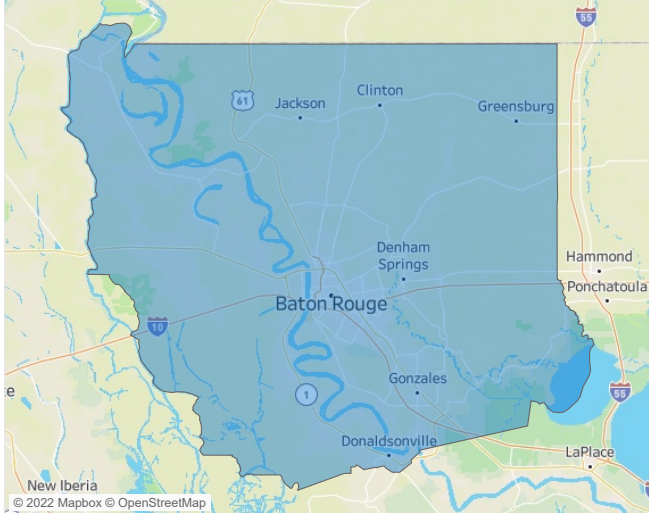 55
61
Jackson
Clinton
Greensburg
Denham
Springs
Hammond
Ponchatoula
Baton Rouge
10
Gonzales
55
1
Donaldsonville
LaPlace
New Iberia
© 2022 Mapbox © OpenStreetMap